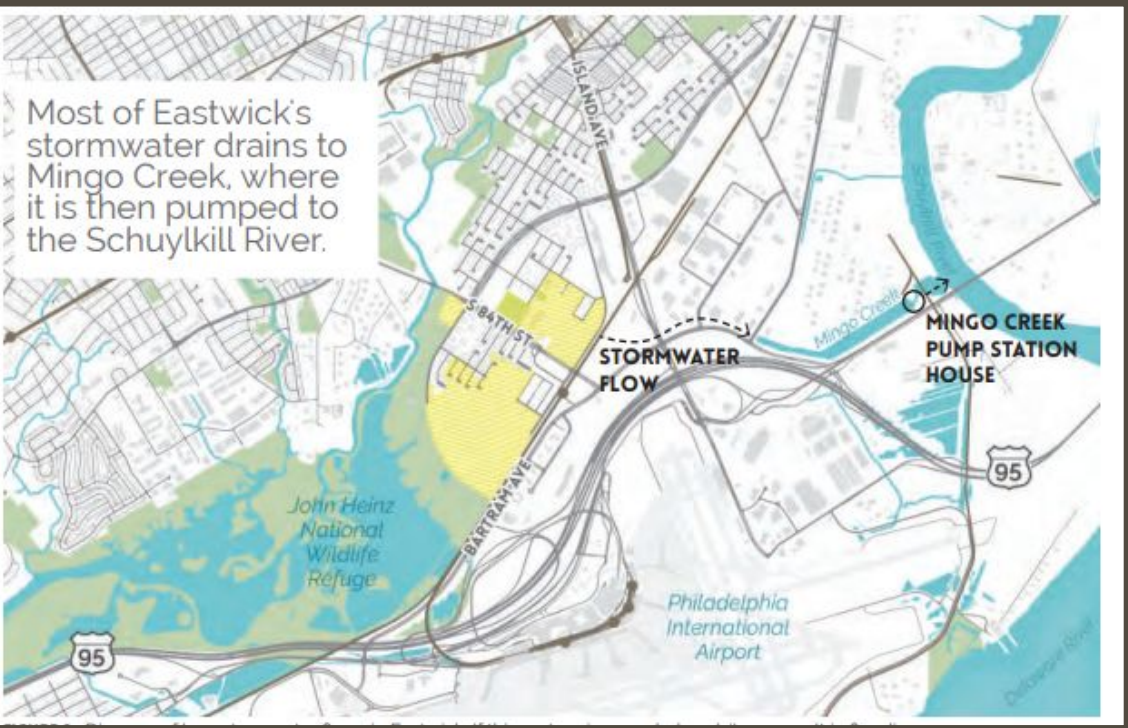 Most of Eastwick's
stormwater drains to
Mingo Creek, where
it is then pumped to
the Schuylkill River.
ISLAND AVE
Schuylkill River
S 84TH ST
Mingo Creek
MINGO CREEK
PUMP STATION
HOUSE
STORMWATER
FLOW
95
BARTRAM AVE
John Heinz
National
Wildlife
Refuge
Philadelphia
International
Airport
95
Delaware River